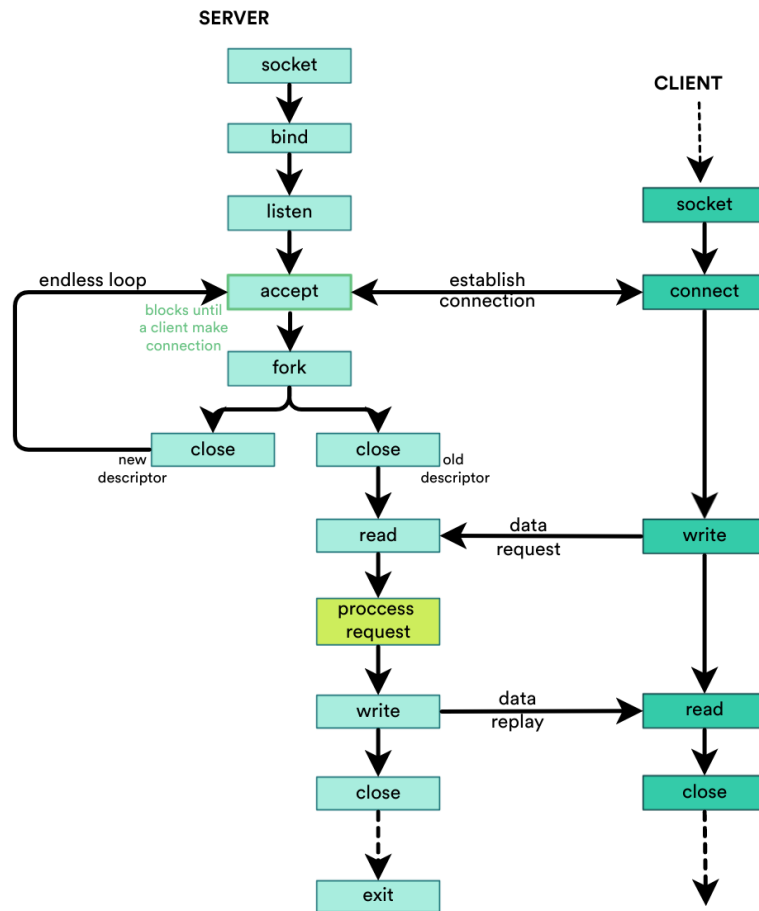 SERVER
socket
CLIENT
bind
socket
listen
endless loop
accept
establish
connection
connect
blocks until
a client make
connection
fork
close
new
descriptor
close
old
descriptor
read
data
request
write
proccess
request
write
data
replay
read
close
close
exit